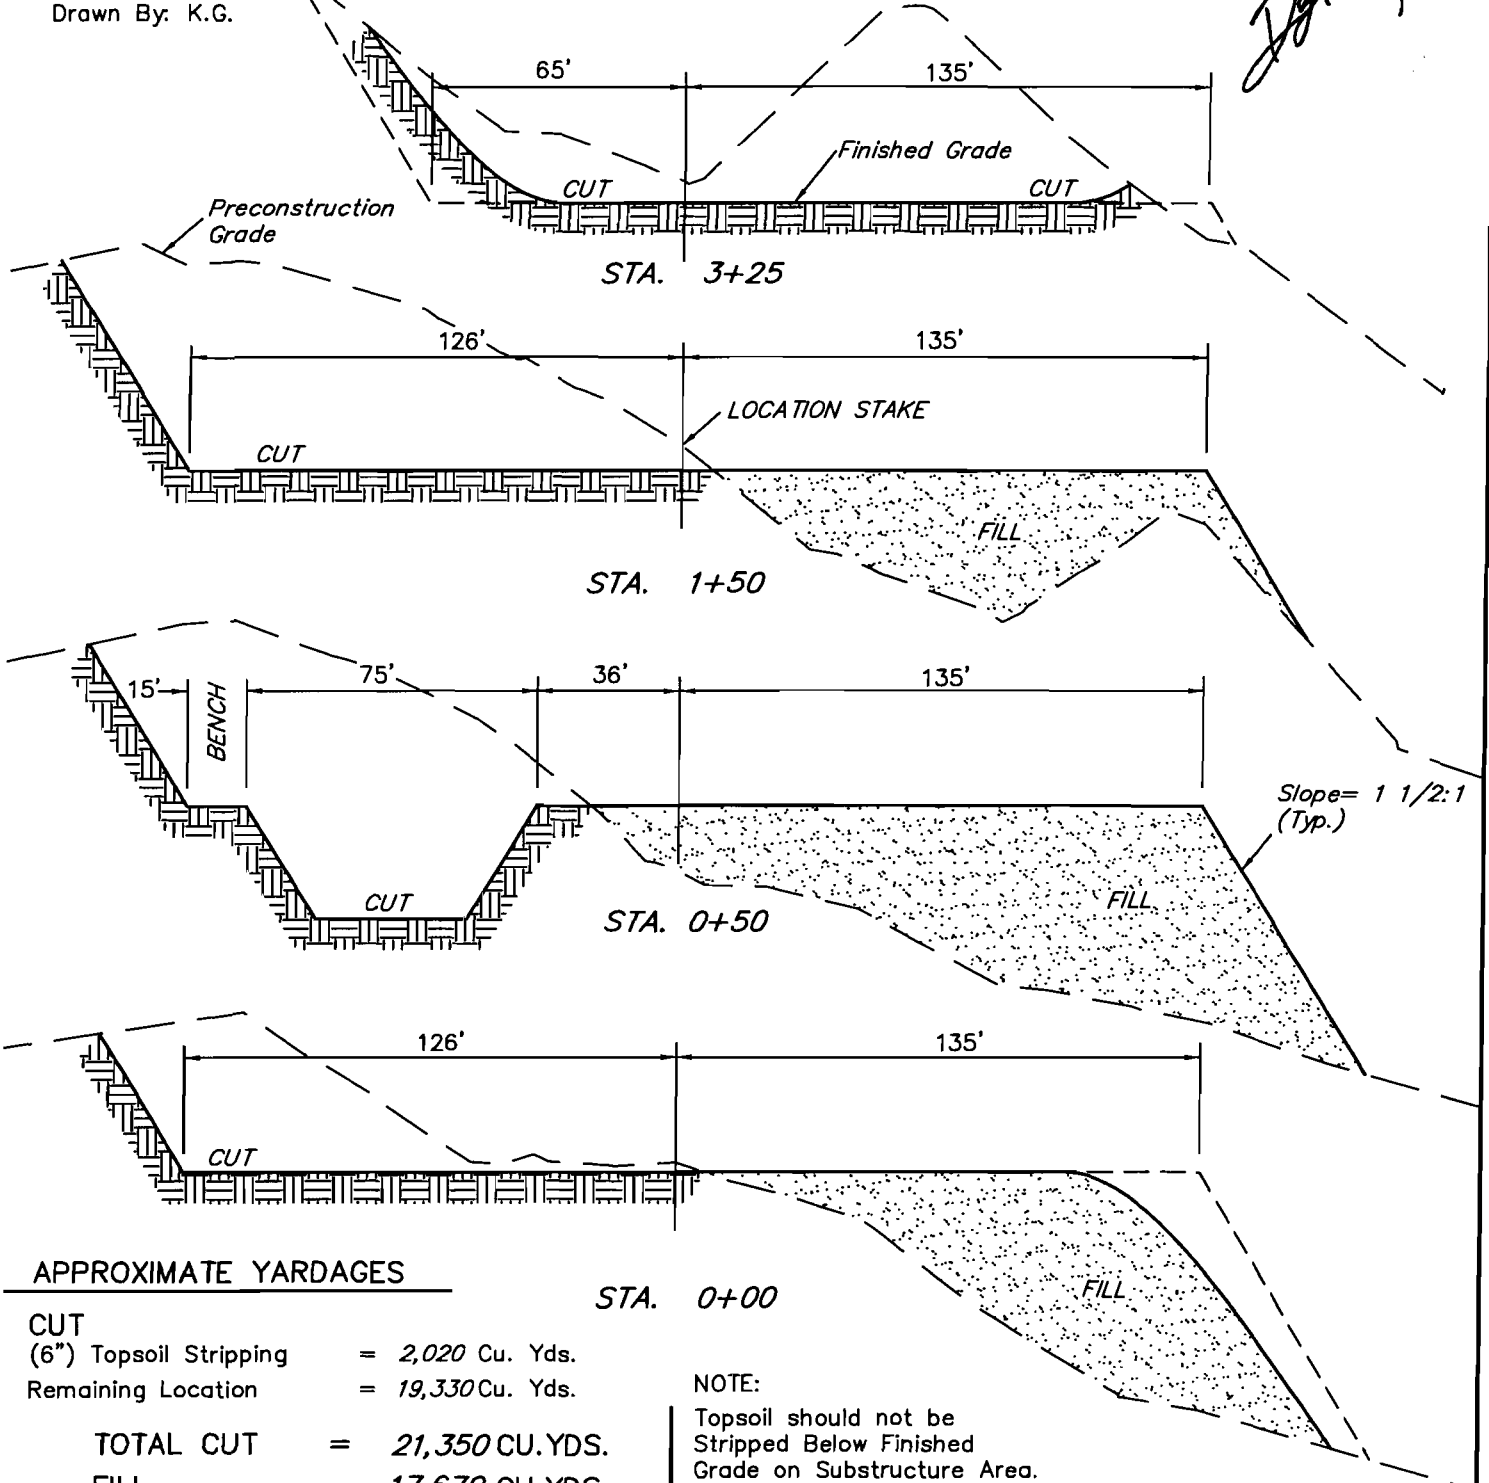 Drawn By: K.G.
65'
135'
Finished Grade
CUT
CUT
Preconstruction
Grade
STA. 3+25
126'
135'
LOCATION STAKE
CUT
FILL
STA. 1+50
15'
BENCH
75'
36'
135'
Slope= 1 1/2:1
(Typ.)
CUT
FILL
STA. 0+50
126'
135'
CUT
FILL
STA. 0+00
APPROXIMATE YARDAGES
CUT
(6") Topsoil Stripping = 2,020 Cu. Yds.
Remaining Location = 19,330 Cu. Yds.
TOTAL CUT = 21,350 CU.YDS.
FILL
NOTE:
Topsoil should not be
Stripped Below Finished
Grade on Substructure Area.